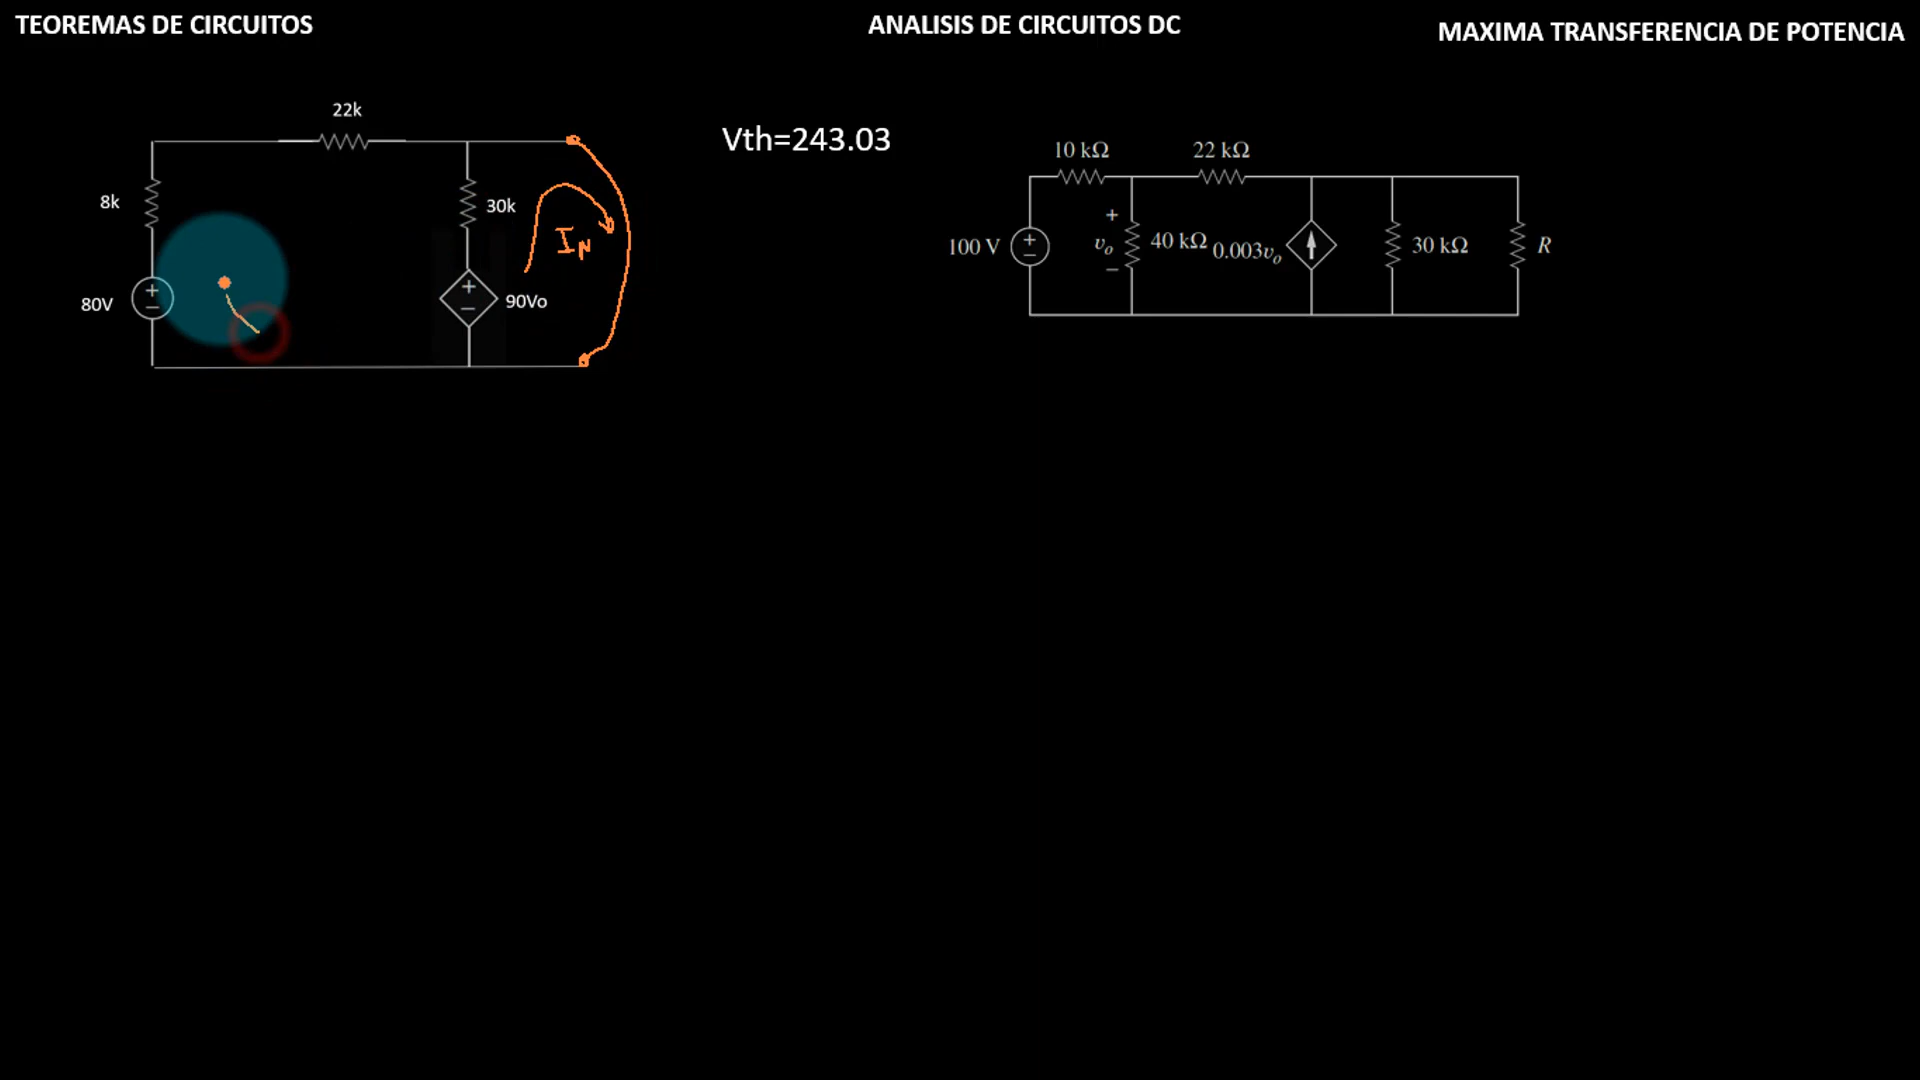 TEOREMAS DE CIRCUITOS
ANALISIS DE CIRCUITOS DC
MAXIMA TRANSFERENCIA DE POTENCIA
22k
8k
30k
80V
90Vo
IN
Vth=243.03
10 kΩ
22 kΩ
100 V
+
vo
−
40 kΩ
0.003vo
30 kΩ
R